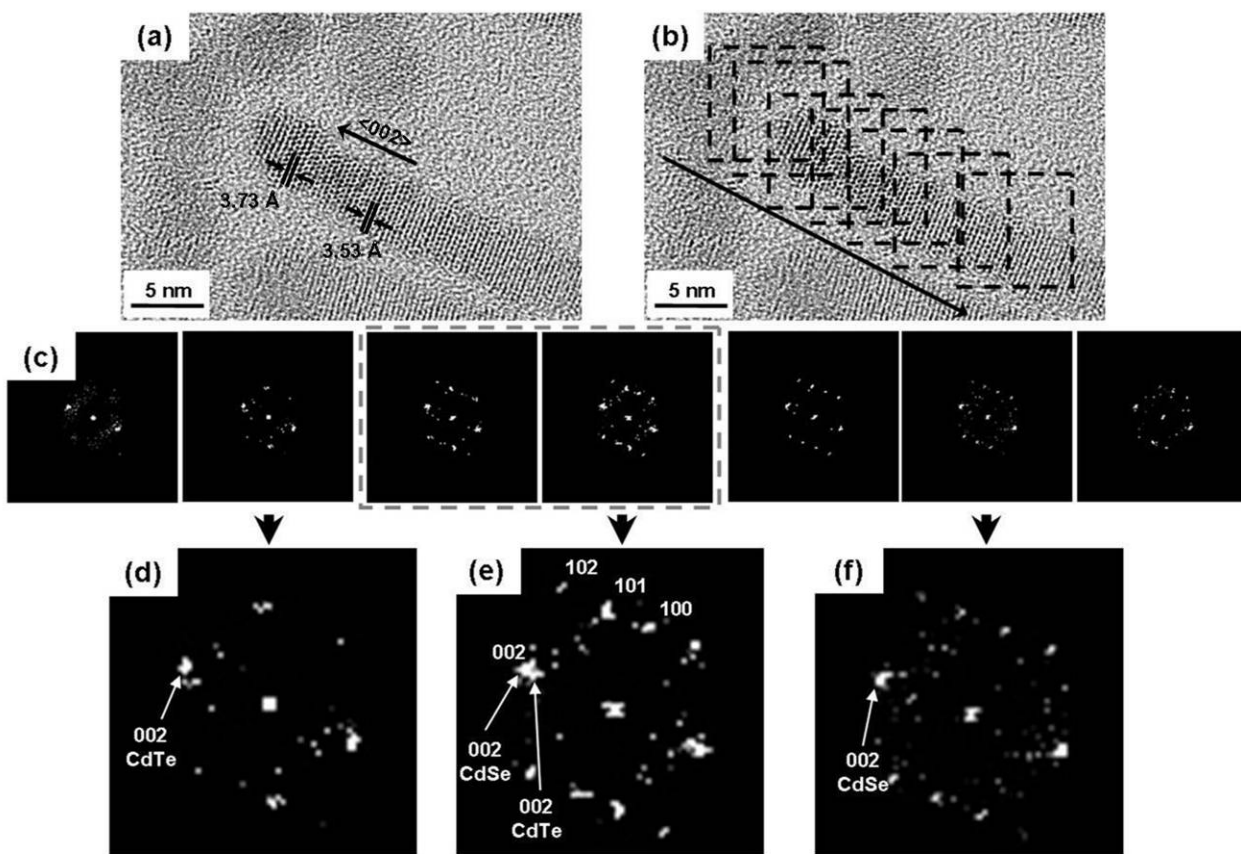 (a)
<002>
3.73 Å
3.53 Å
5 nm
(b)
5 nm
(c)
(d)
002
CdTe
(e)
102
101
100
002
002
CdSe
002
CdTe
(f)
002
CdSe